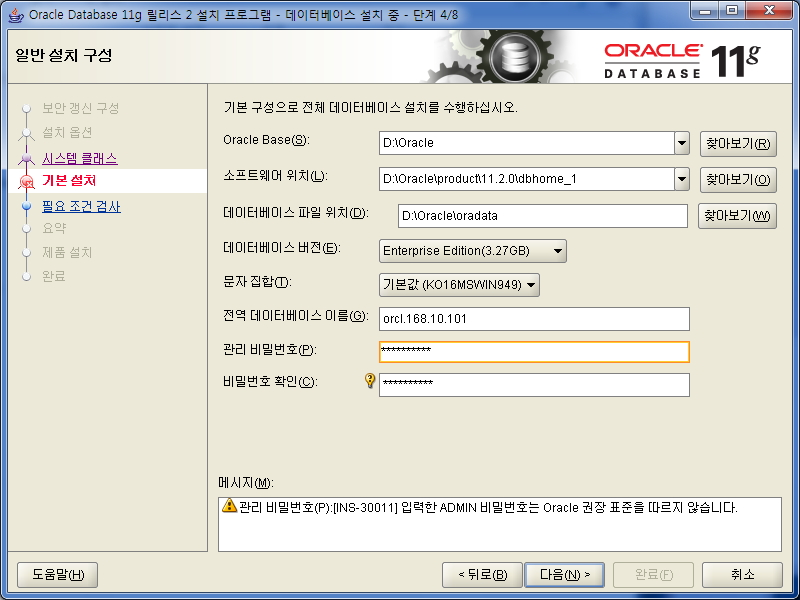 Oracle Database 11g 릴리스 2 설치 프로그램 - 데이터베이스 설치 중 - 단계 4/8
일반 설치 구성
ORACLE
DATABASE 11g
보안 갱신 구성
설치 옵션
시스템 클래스
기본 설치
필요 조건 검사
요약
제품 설치
완료
기본 구성으로 전체 데이터베이스 설치를 수행하십시오.
Oracle Base(S): D:\Oracle 찾아보기(R)
소프트웨어 위치(L): D:\Oracle\product\11.2.0\dbhome_1 찾아보기(O)
데이터베이스 파일 위치(D): D:\Oracle\oradata 찾아보기(W)
데이터베이스 버전(E): Enterprise Edition(3.27GB)
문자 집합(T): 기본값 (KO16MSWIN949)
전역 데이터베이스 이름(G): orcl.168.10.101
관리 비밀번호(P): **********
비밀번호 확인(C): **********
메시지(M):
관리 비밀번호(P):[INS-30011] 입력한 ADMIN 비밀번호는 Oracle 권장 표준을 따르지 않습니다.
도움말(H) < 뒤로(B) 다음(N) > 완료(F) 취소